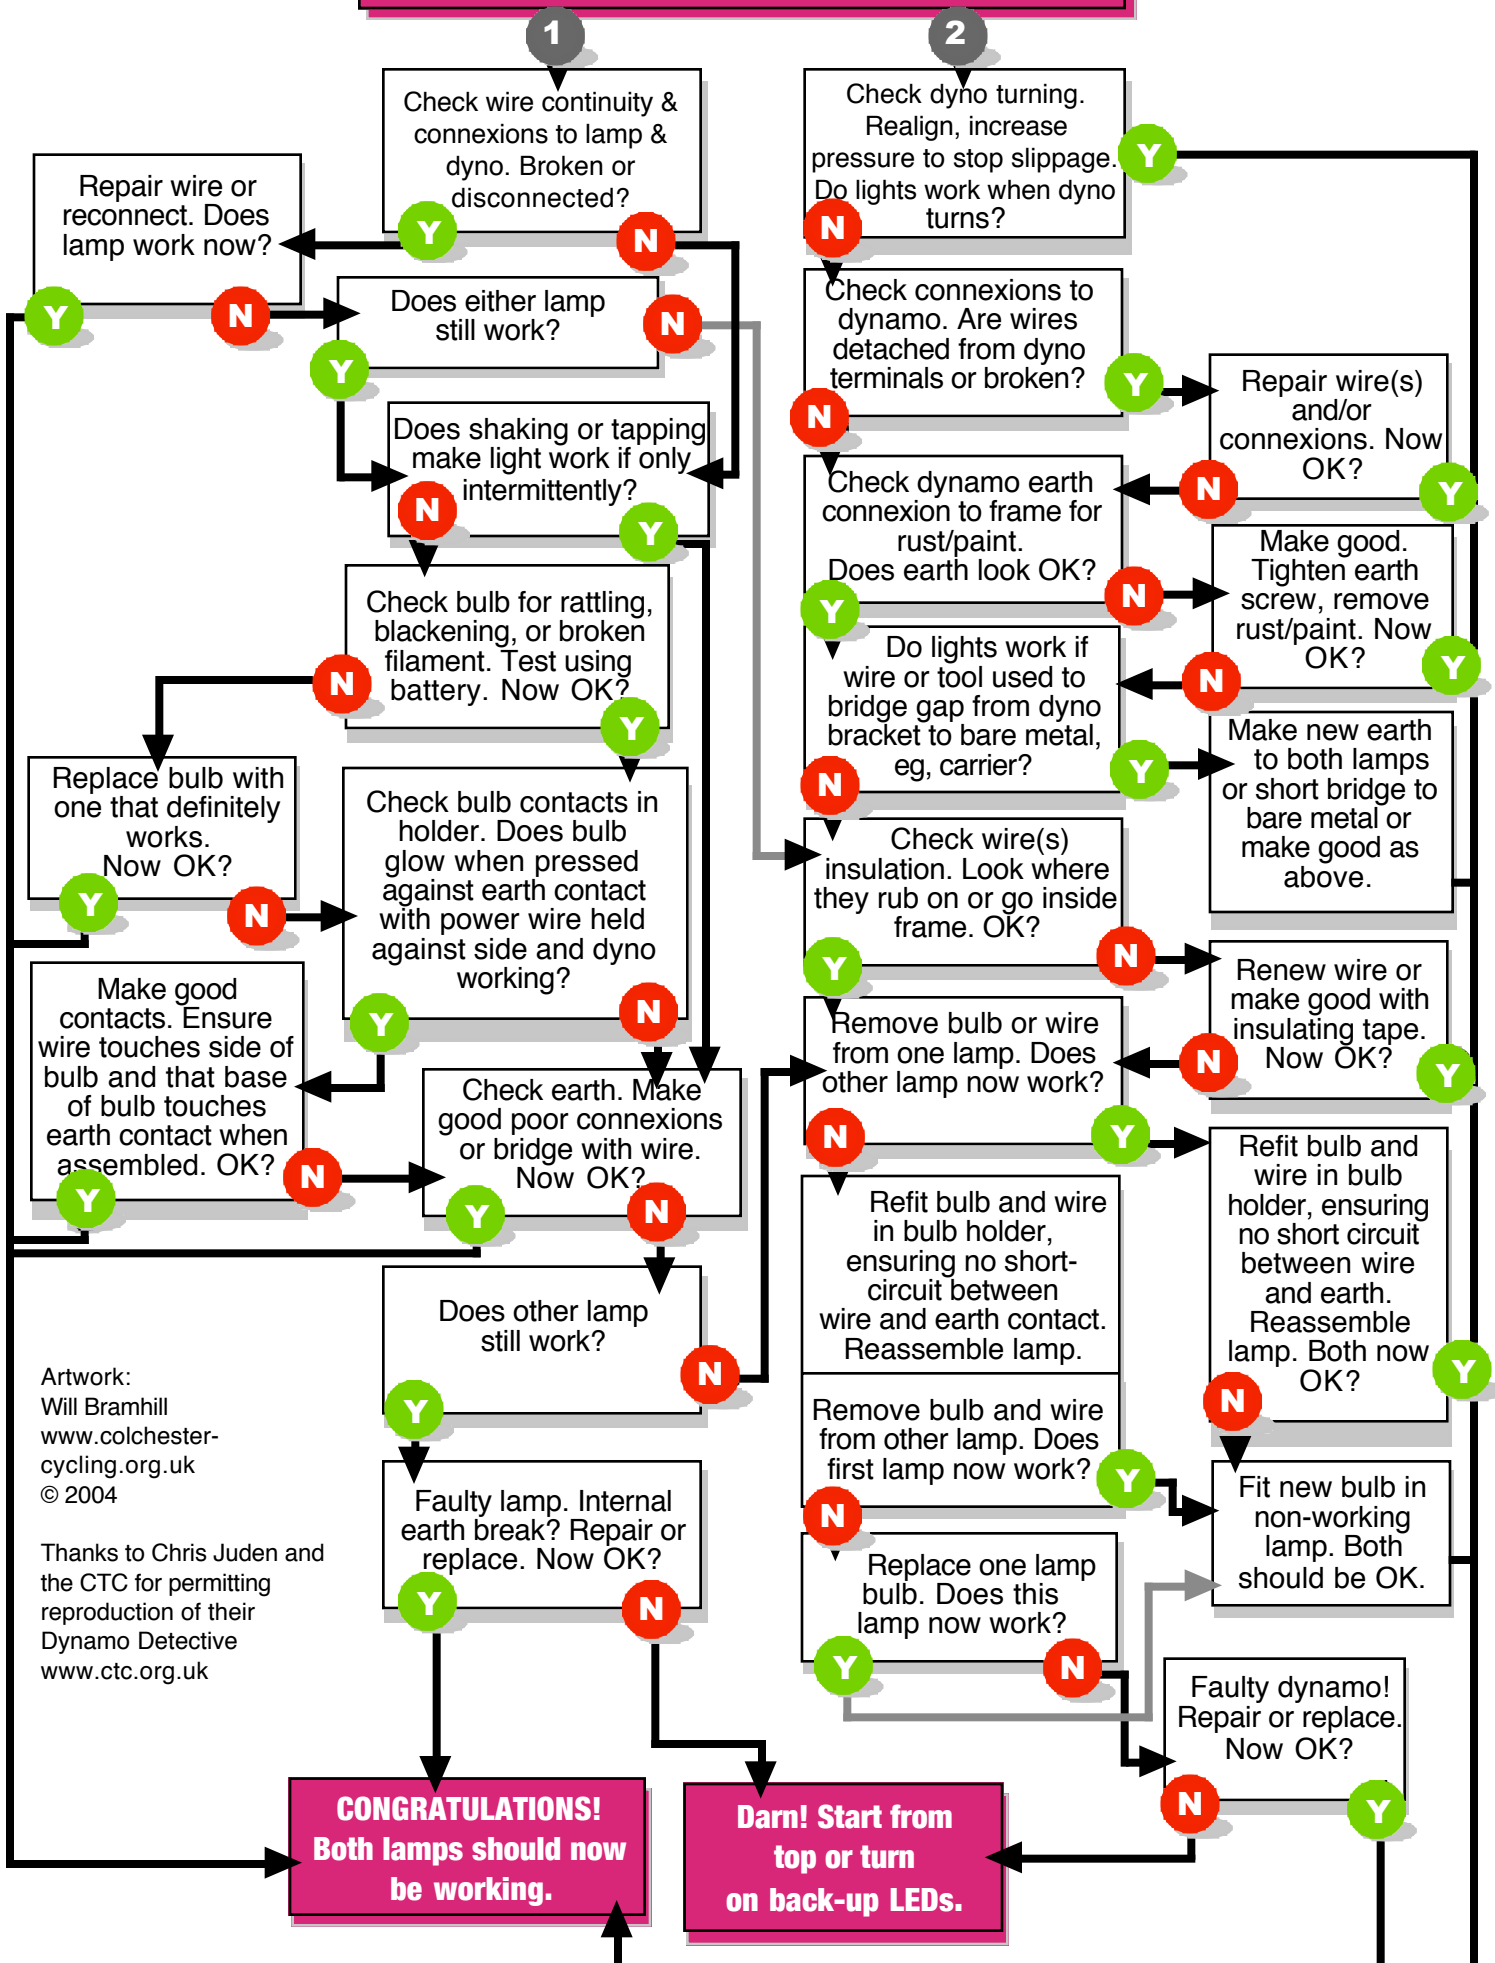 1
2
Check wire continuity &
connexions to lamp &
dyno. Broken or
disconnected?
Y
N
Repair wire or
reconnect. Does
lamp work now?
Y
N
Does either lamp
still work?
N
Y
Does shaking or tapping
make light work if only
intermittently?
N
Y
Check bulb for rattling,
blackening, or broken
filament. Test using
battery. Now OK?
N
Y
Replace bulb with
one that definitely
works.
Now OK?
Y
N
Check bulb contacts in
holder. Does bulb
glow when pressed
against earth contact
with power wire held
against side and dyno
working?
Y
N
Make good
contacts. Ensure
wire touches side of
bulb and that base
of bulb touches
earth contact when
assembled. OK?
Y
N
Check earth. Make
good poor connexions
or bridge with wire.
Now OK?
Y
N
Does other lamp
still work?
N
Y
Faulty lamp. Internal
earth break? Repair or
replace. Now OK?
Y
N
Artwork:
Will Bramhill
www.colchester-
cycling.org.uk
© 2004
Thanks to Chris Juden and
the CTC for permitting
reproduction of their
Dynamo Detective
www.ctc.org.uk
Check dyno turning.
Realign, increase
pressure to stop slippage.
Do lights work when dyno
turns?
Y
N
Check connexions to
dynamo. Are wires
detached from dyno
terminals or broken?
Y
N
Repair wire(s)
and/or
connexions. Now
OK?
N
Y
Check dynamo earth
connexion to frame for
rust/paint.
Does earth look OK?
Y
N
Make good.
Tighten earth
screw, remove
rust/paint. Now
OK?
N
Y
Do lights work if
wire or tool used to
bridge gap from dyno
bracket to bare metal,
eg, carrier?
N
Y
Make new earth
to both lamps
or short bridge to
bare metal or
make good as
above.
Check wire(s)
insulation. Look where
they rub on or go inside
frame. OK?
Y
N
Renew wire or
make good with
insulating tape.
Now OK?
N
Y
Remove bulb or wire
from one lamp. Does
other lamp now work?
N
Y
Refit bulb and
wire in bulb
holder, ensuring
no short circuit
between wire
and earth.
Reassemble
lamp. Both now
OK?
N
Y
Refit bulb and wire
in bulb holder,
ensuring no short-
circuit between
wire and earth contact.
Reassemble lamp.
Remove bulb and wire
from other lamp. Does
first lamp now work?
N
Y
Fit new bulb in
non-working
lamp. Both
should be OK.
Replace one lamp
bulb. Does this
lamp now work?
Y
N
Faulty dynamo!
Repair or replace.
Now OK?
N
Y
CONGRATULATIONS!
Both lamps should now
be working.
Darn! Start from
top or turn
on back-up LEDs.